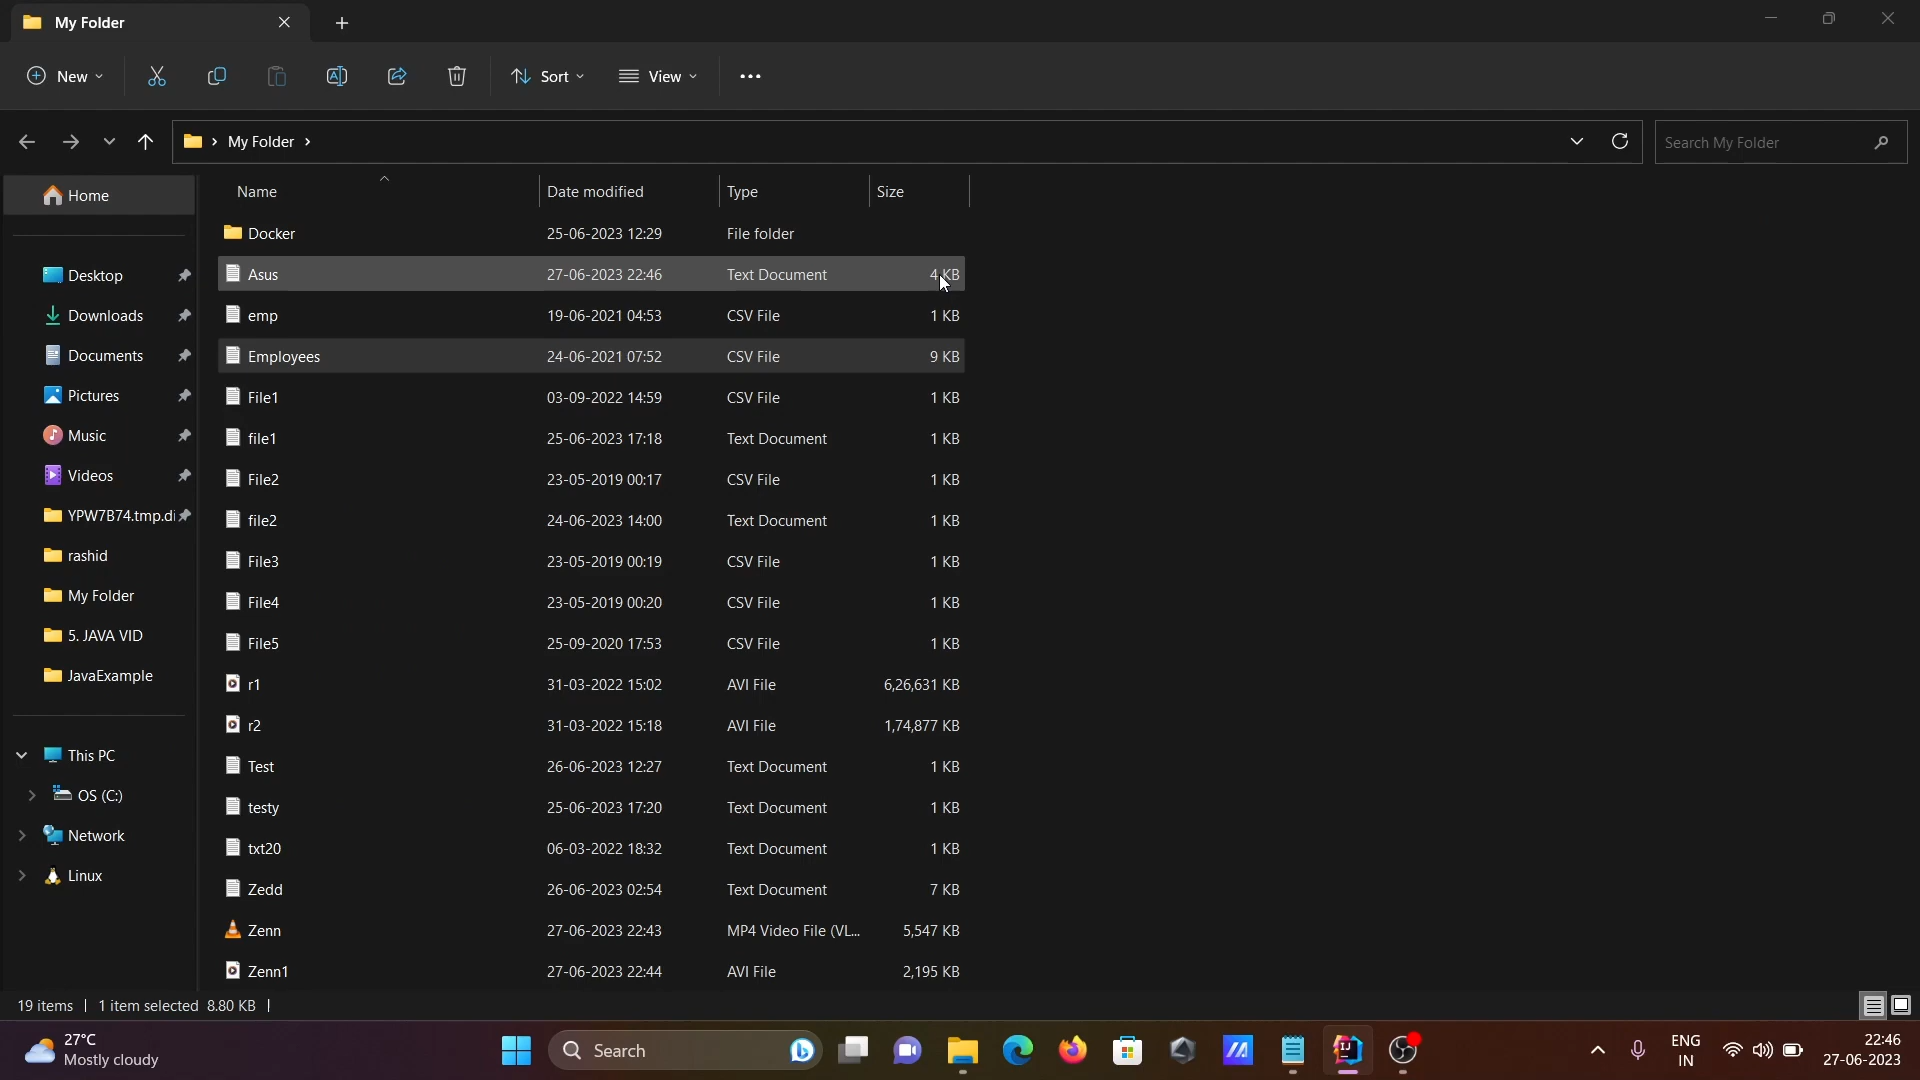 My Folder
New
Sort
View
My Folder
Search My Folder
Home
Desktop
Downloads
Documents
Pictures
Music
Videos
YPW7B74.tmp.di
rashid
My Folder
5. JAVA VID
JavaExample
This PC
OS (C:)
Network
Linux
Name Date modified Type Size
Docker 25-06-2023 12:29 File folder
Asus 27-06-2023 22:46 Text Document 4 KB
emp 19-06-2021 04:53 CSV File 1 KB
Employees 24-06-2021 07:52 CSV File 9 KB
File1 03-09-2022 14:59 CSV File 1 KB
file1 25-06-2023 17:18 Text Document 1 KB
File2 23-05-2019 00:17 CSV File 1 KB
file2 24-06-2023 14:00 Text Document 1 KB
File3 23-05-2019 00:19 CSV File 1 KB
File4 23-05-2019 00:20 CSV File 1 KB
File5 25-09-2020 17:53 CSV File 1 KB
r1 31-03-2022 15:02 AVI File 6,26,631 KB
r2 31-03-2022 15:18 AVI File 1,74,877 KB
Test 26-06-2023 12:27 Text Document 1 KB
testy 25-06-2023 17:20 Text Document 1 KB
txt20 06-03-2022 18:32 Text Document 1 KB
Zedd 26-06-2023 02:54 Text Document 7 KB
Zenn 27-06-2023 22:43 MP4 Video File (VL... 5,547 KB
Zenn1 27-06-2023 22:44 AVI File 2,195 KB
19 items 1 item selected 8.80 KB
27°C
Mostly cloudy
Search
ENG
IN
22:46
27-06-2023